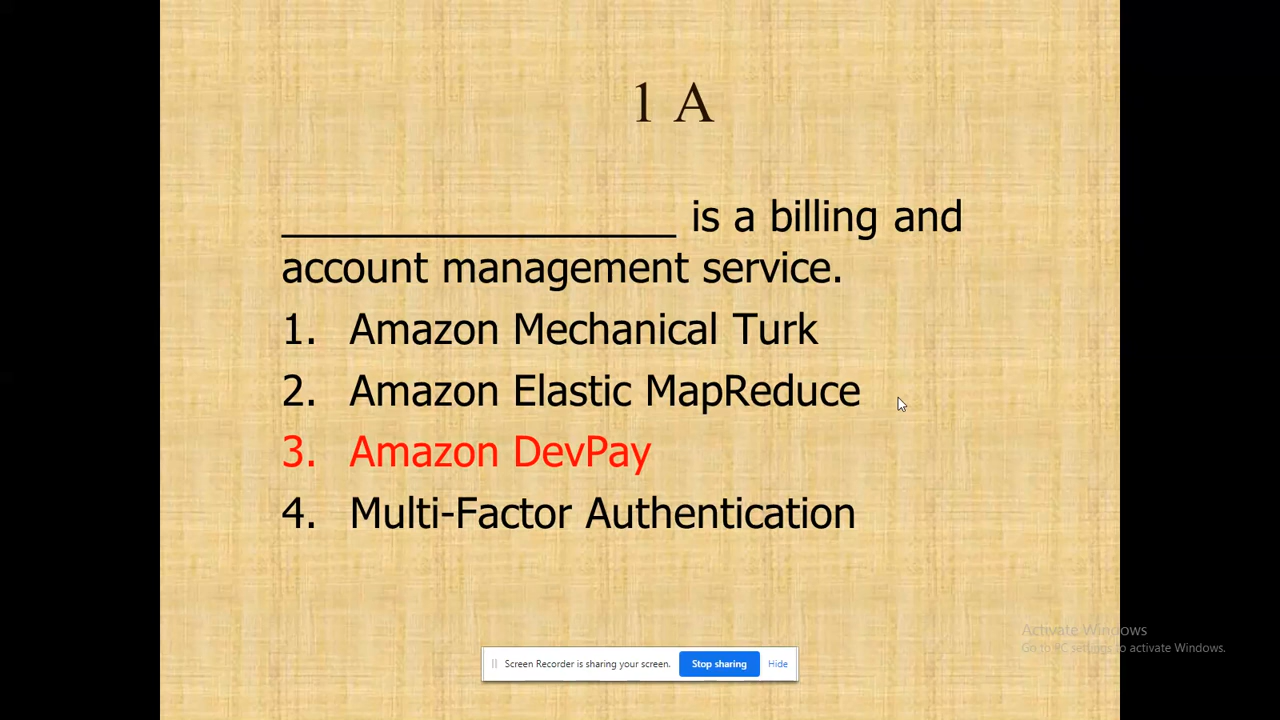 1 A
__________________ is a billing and
account management service.
1. Amazon Mechanical Turk
2. Amazon Elastic MapReduce
3. Amazon DevPay
4. Multi-Factor Authentication
Activate Windows
Go to PC settings to activate Windows.
Screen Recorder is sharing your screen. Stop sharing Hide